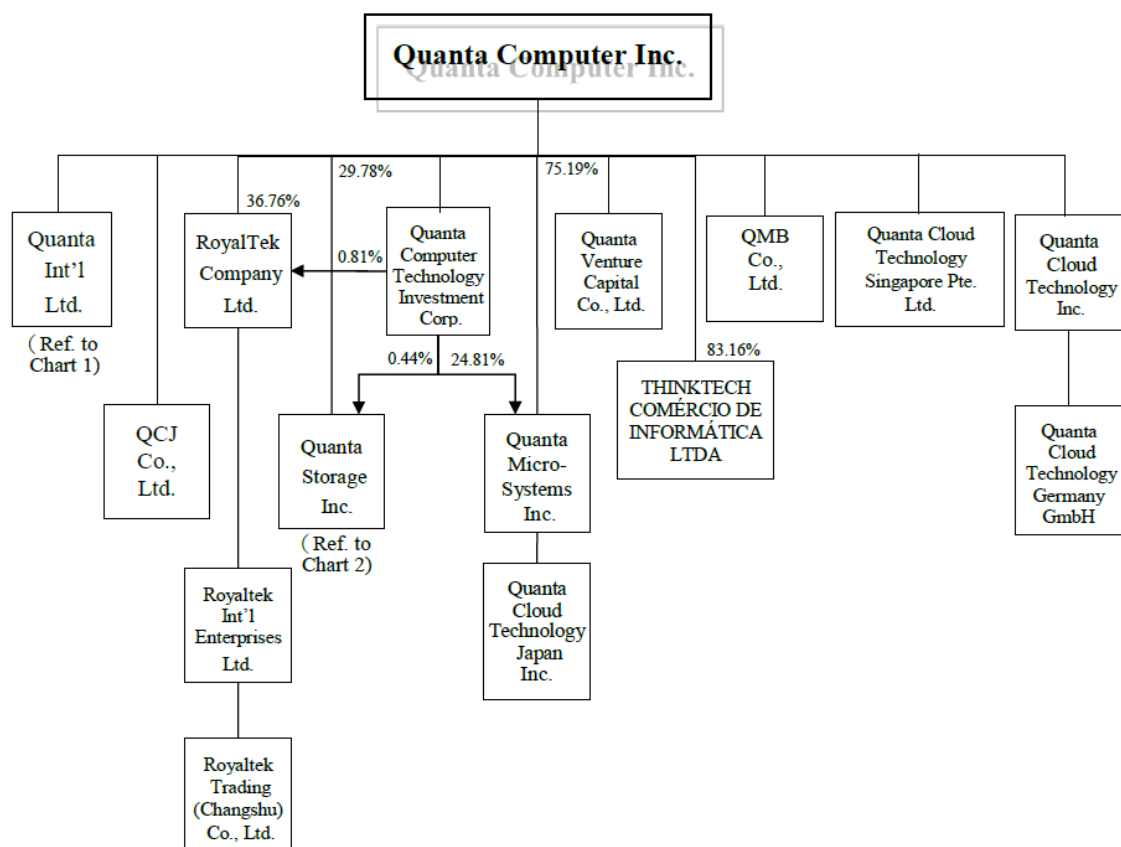 Quanta Computer Inc.
29.78%
75.19%
36.76%
Quanta
Int'l
Ltd.
( Ref. to
Chart 1)
RoyalTek
Company
Ltd.
0.81%
Quanta
Computer
Technology
Investment
Corp.
Quanta
Venture
Capital
Co., Ltd.
QMB
Co.,
Ltd.
Quanta Cloud
Technology
Singapore Pte.
Ltd.
Quanta
Cloud
Technology
Inc.
0.44%
24.81%
83.16%
QCJ
Co.,
Ltd.
Quanta
Storage
Inc.
( Ref. to
Chart 2)
Quanta
Micro-
Systems
Inc.
THINKTECH
COMÉRCIO DE
INFORMÁTICA
LTDA
Quanta
Cloud
Technology
Germany
GmbH
Royaltek
Int'l
Enterprises
Ltd.
Quanta
Cloud
Technology
Japan
Inc.
Royaltek
Trading
(Changshu)
Co., Ltd.